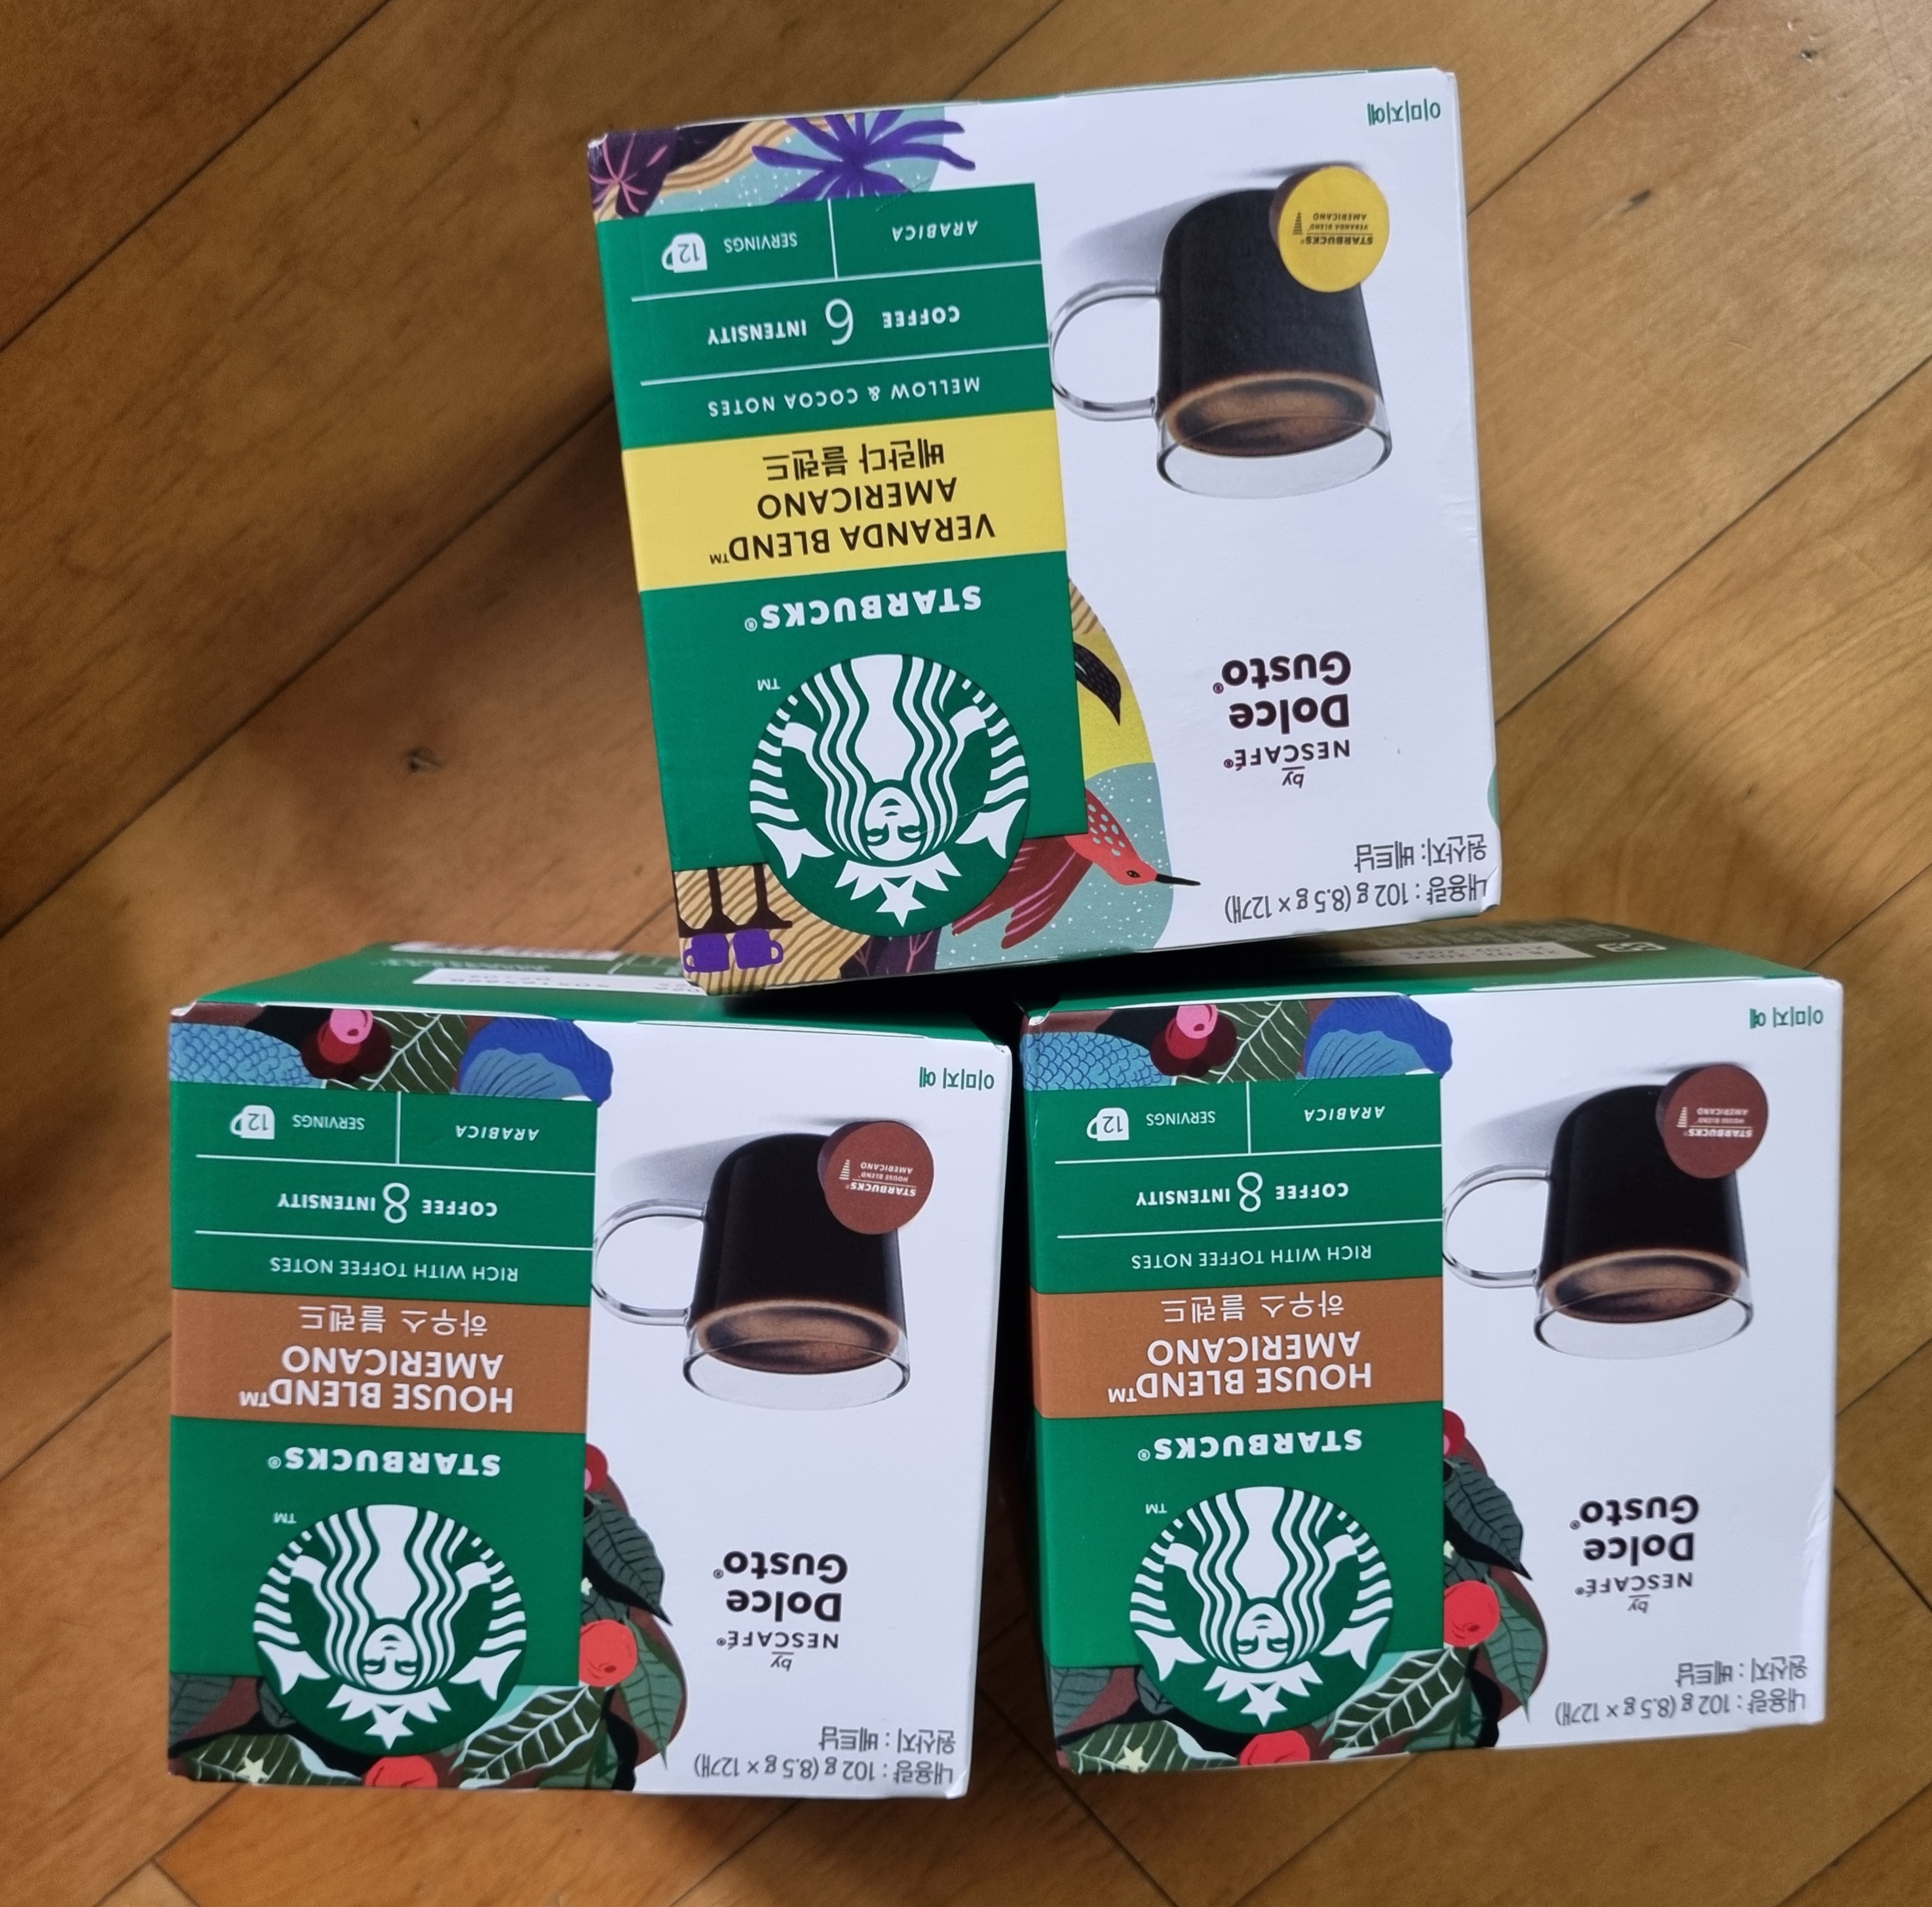 내용량 : 102 g (8.5 g × 12개)
원산지 : 베트남
by
NESCAFÉ®
Dolce
Gusto®
TM
STARBUCKS®
HOUSE BLEND™
AMERICANO
하우스 블렌드
RICH WITH TOFFEE NOTES
COFFEE 8 INTENSITY
ARABICA
12 SERVINGS
STARBUCKS®
HOUSE BLEND™
AMERICANO
이미지 예
내용량 : 102 g (8.5 g × 12개)
원산지 : 베트남
by
NESCAFÉ®
Dolce
Gusto®
TM
STARBUCKS®
HOUSE BLEND™
AMERICANO
하우스 블렌드
RICH WITH TOFFEE NOTES
COFFEE 8 INTENSITY
ARABICA
12 SERVINGS
STARBUCKS®
HOUSE BLEND™
AMERICANO
이미지 예
내용량 : 102 g (8.5 g × 12개)
원산지: 베트남
by
NESCAFÉ®
Dolce
Gusto®
TM
STARBUCKS®
VERANDA BLEND™
AMERICANO
베란다 블렌드
MELLOW & COCOA NOTES
COFFEE 6 INTENSITY
ARABICA
12 SERVINGS
STARBUCKS®
VERANDA BLEND™
AMERICANO
이미지예